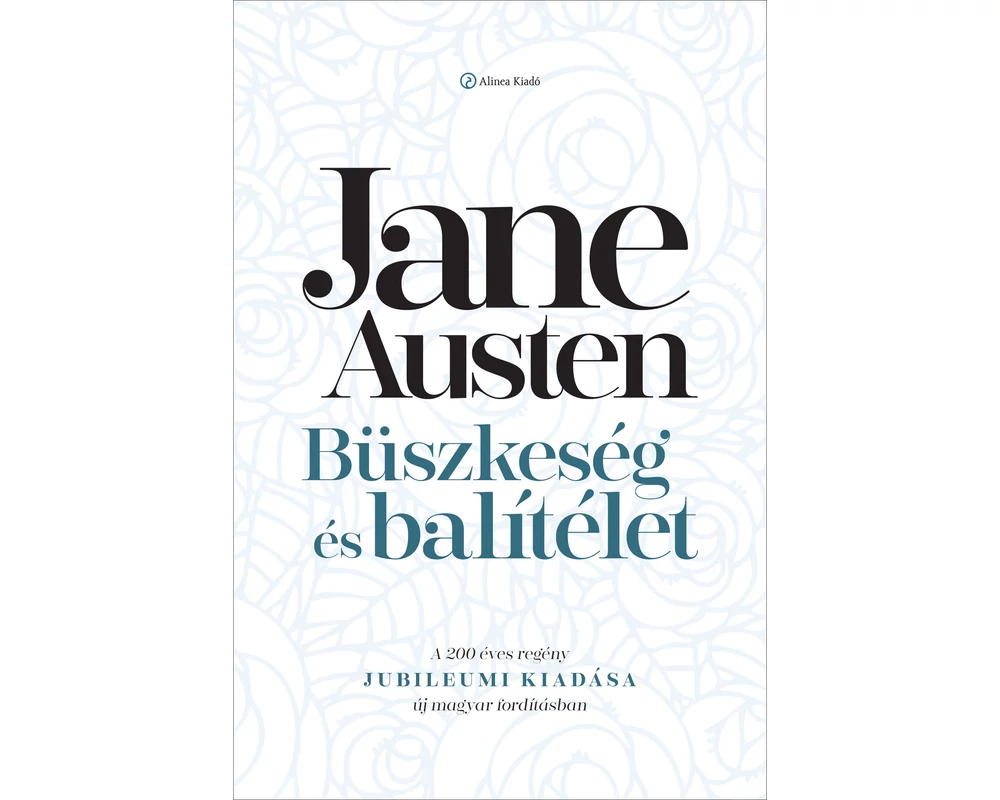 Alinea Kiadó
Jane
Austen
Büszkeség
és balítélet
A 200 éves regény
JUBILEUMI KIADÁSA
új magyar fordításban